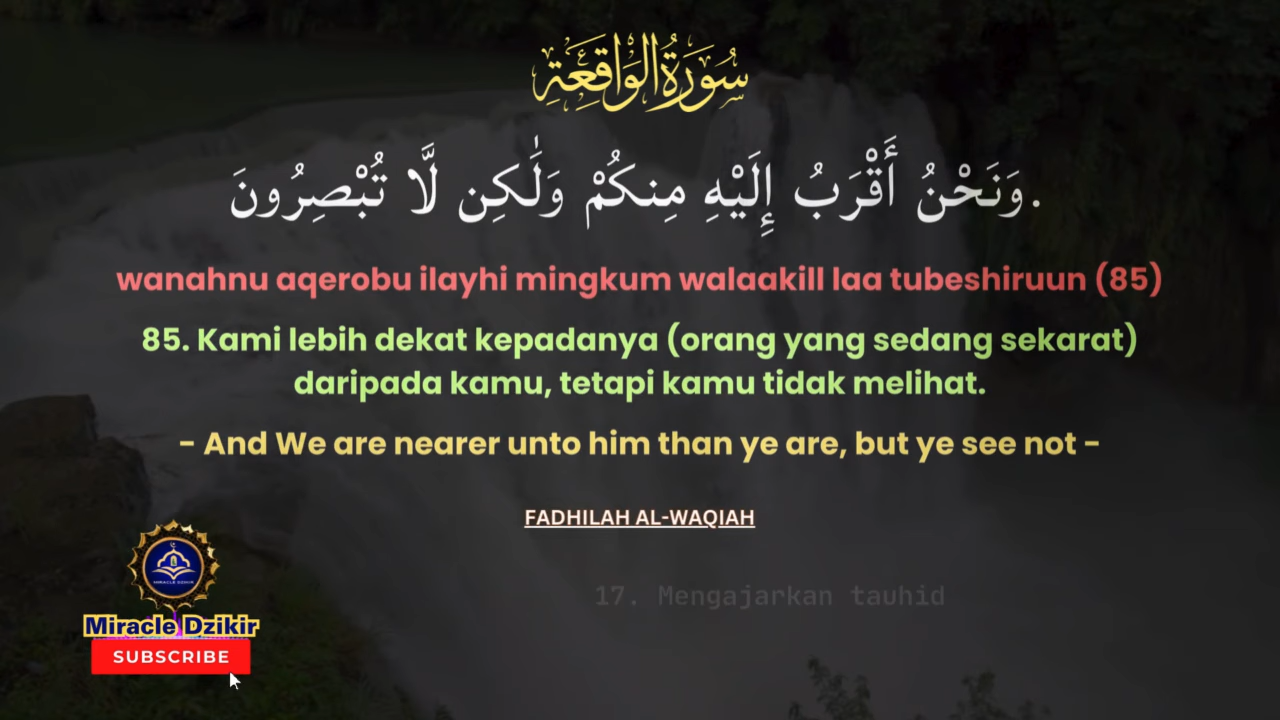 سُورَةُ الوَاقِعَةِ
وَنَحْنُ أَقْرَبُ إِلَيْهِ مِنكُمْ وَلَٰكِن لَّا تُبْصِرُونَ.
wanahnu aqerobu ilayhi mingkum walaakill laa tubeshiruun (85)
85. Kami lebih dekat kepadanya (orang yang sedang sekarat)
daripada kamu, tetapi kamu tidak melihat.
- And We are nearer unto him than ye are, but ye see not -
FADHILAH AL-WAQIAH
17. Mengajarkan tauhid
MIRACLE DZIKIR
Miracle Dzikir
SUBSCRIBE